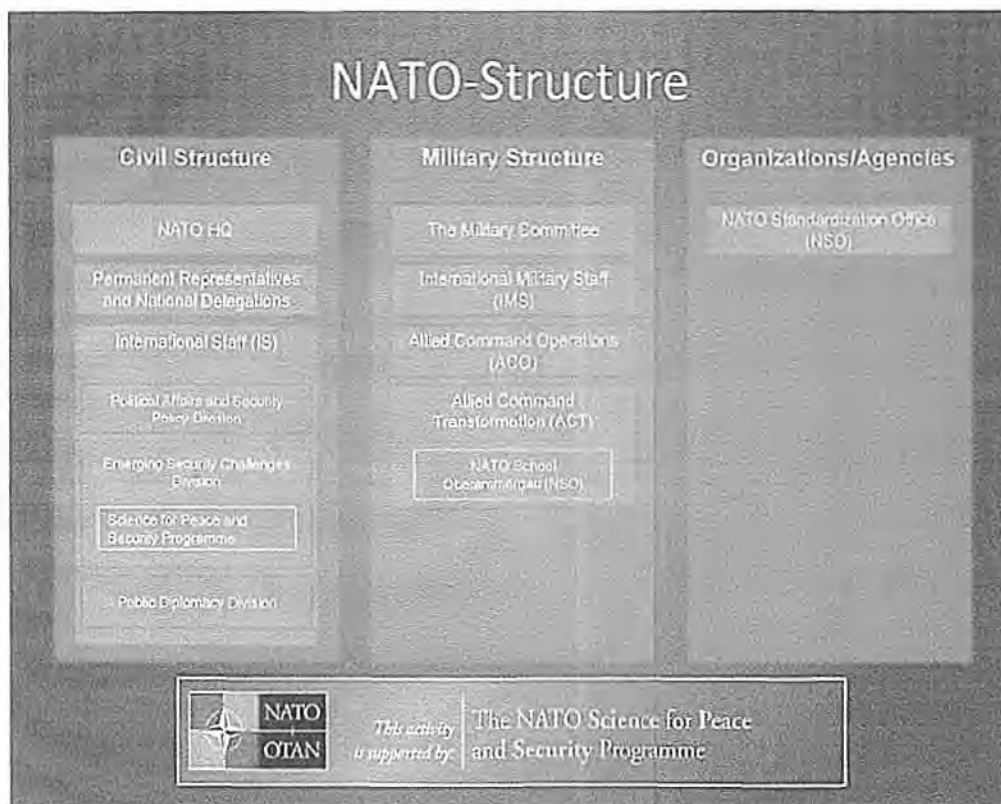 NATO-Structure
Civil Structure
NATO HQ
Permanent Representatives
and National Delegations
International Staff (IS)
Political Affairs and Security
Policy Division
Emerging Security Challenges
Division
Science for Peace and
Security Programme
Public Diplomacy Division
Military Structure
The Military Committee
International Military Staff
(IMS)
Allied Command Operations
(ACO)
Allied Command
Transformation (ACT)
NATO School
Oberammergau (NSO)
Organizations/Agencies
NATO Standardization Office
(NSO)
NATO
OTAN
This activity
is supported by:
The NATO Science for Peace
and Security Programme